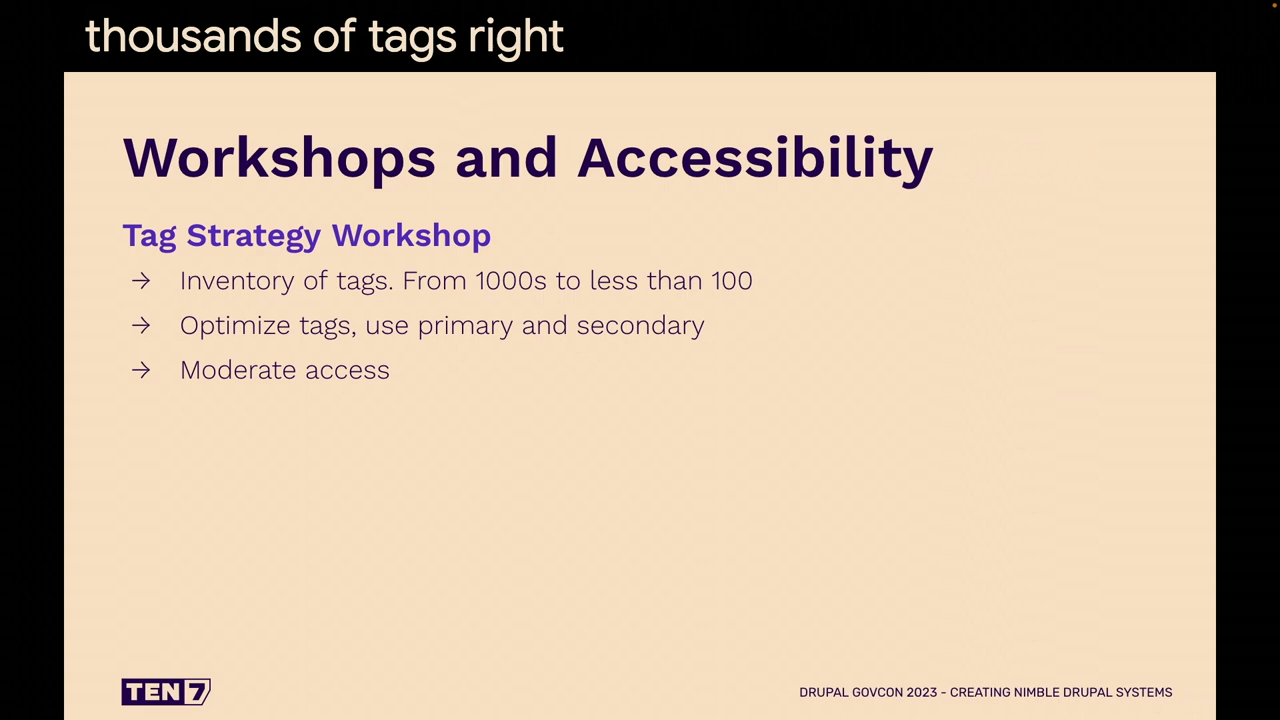 thousands of tags right
Workshops and Accessibility
Tag Strategy Workshop
→ Inventory of tags. From 1000s to less than 100
→ Optimize tags, use primary and secondary
→ Moderate access
TEN7
DRUPAL GOVCON 2023 - CREATING NIMBLE DRUPAL SYSTEMS